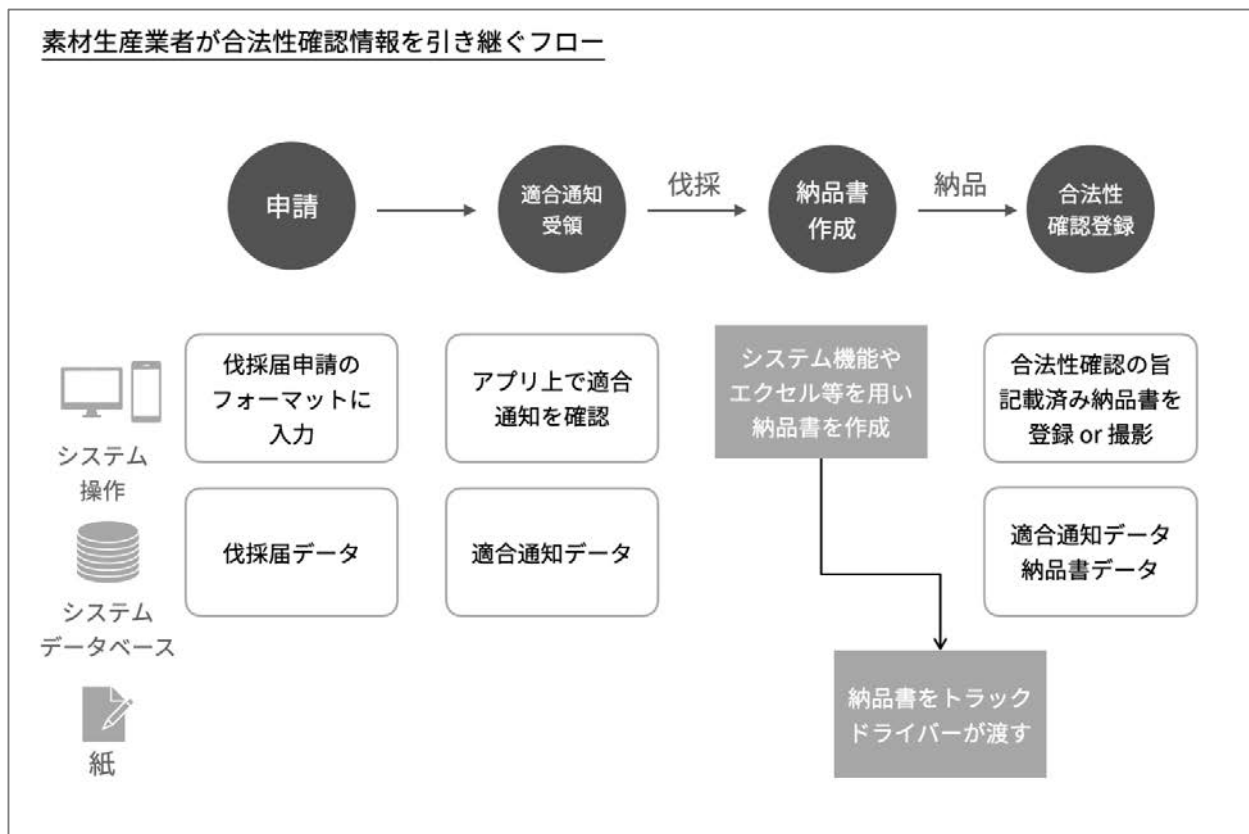 素材生産業者が合法性確認情報を引き継ぐフロー
申請
適合通知
受領
伐採
納品書
作成
納品
合法性
確認登録
システム
操作
伐採届申請の
フォーマットに
入力
アプリ上で適合
通知を確認
システム機能や
エクセル等を用い
納品書を作成
合法性確認の旨
記載済み納品書を
登録 or 撮影
システム
データベース
伐採届データ
適合通知データ
適合通知データ
納品書データ
紙
納品書をトラック
ドライバーが渡す